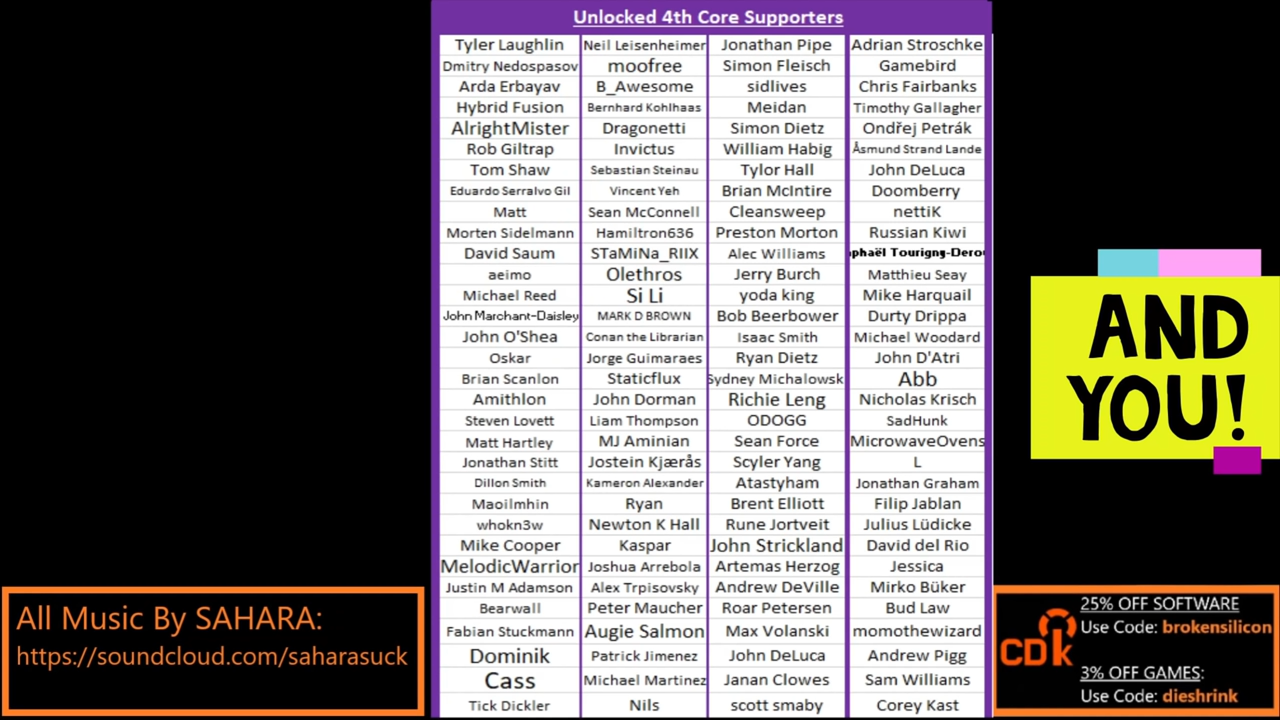 Unlocked 4th Core Supporters
Tyler Laughlin Neil Leisenheimer Jonathan Pipe Adrian Stroschke
Dmitry Nedospasov moofree Simon Fleisch Gamebird
Arda Erbayav B_Awesome sidlives Chris Fairbanks
Hybrid Fusion Bernhard Kohlhaas Meidan Timothy Gallagher
AlrightMister Dragonetti Simon Dietz Ondřej Petrák
Rob Giltrap Invictus William Habig Åsmund Strand Lande
Tom Shaw Sebastian Steinau Tylor Hall John DeLuca
Eduardo Serralvo Gil Vincent Yeh Brian McIntire Doomberry
Matt Sean McConnell Cleansweep nettiK
Morten Sidelmann Hamiltron636 Preston Morton Russian Kiwi
David Saum STaMiNa_RIIX Alec Williams phaël Tourigny-Derou
aeimo Olethros Jerry Burch Matthieu Seay
Michael Reed Si Li yoda king Mike Harquail
John Marchant-Daisley MARK D BROWN Bob Beerbower Durty Drippa
John O'Shea Conan the Librarian Isaac Smith Michael Woodard
Oskar Jorge Guimaraes Ryan Dietz John D'Atri
Brian Scanlon Staticflux Sydney Michalowsk Abb
Amithlon John Dorman Richie Leng Nicholas Krisch
Steven Lovett Liam Thompson ODOGG SadHunk
Matt Hartley MJ Aminian Sean Force MicrowaveOvens
Jonathan Stitt Jostein Kjærås Scyler Yang L
Dillon Smith Kameron Alexander Atastyham Jonathan Graham
Maoilmhin Ryan Brent Elliott Filip Jablan
whokn3w Newton K Hall Rune Jortveit Julius Lüdicke
Mike Cooper Kaspar John Strickland David del Rio
MelodicWarrior Joshua Arrebola Artemas Herzog Jessica
Justin M Adamson Alex Trpisovsky Andrew DeVille Mirko Büker
Bearwall Peter Maucher Roar Petersen Bud Law
Fabian Stuckmann Augie Salmon Max Volanski momothewizard
Dominik Patrick Jimenez John DeLuca Andrew Pigg
Cass Michael Martinez Janan Clowes Sam Williams
Tick Dickler Nils scott smaby Corey Kast
AND
YOU!
All Music By SAHARA:
https://soundcloud.com/saharasuck
CDk
25% OFF SOFTWARE
Use Code: brokensilicon
3% OFF GAMES:
Use Code: dieshrink